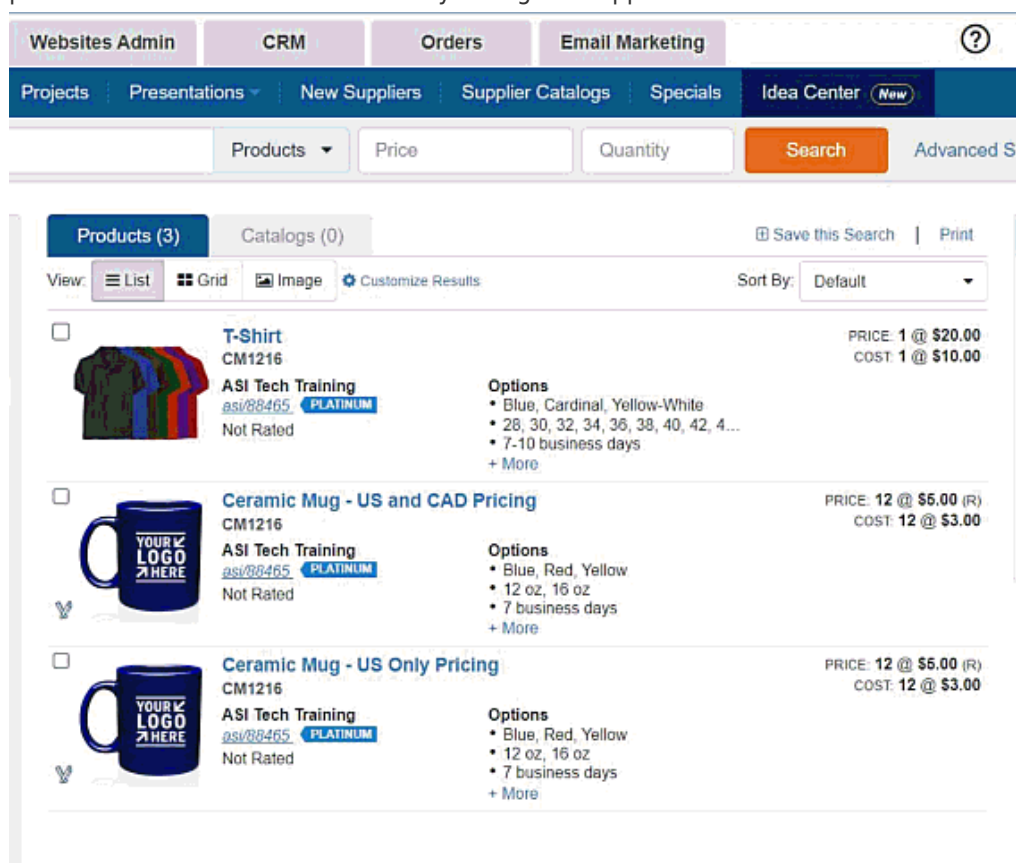 Websites Admin CRM Orders Email Marketing ?
Projects Presentations New Suppliers Supplier Catalogs Specials Idea Center New
Products Price Quantity Search Advanced S
Products (3) Catalogs (0) Save this Search | Print
View: List Grid Image Customize Results Sort By: Default
T-Shirt PRICE: 1 @ $20.00
CM1216 COST: 1 @ $10.00
ASI Tech Training Options
asi/88465 PLATINUM • Blue, Cardinal, Yellow-White
Not Rated • 28, 30, 32, 34, 36, 38, 40, 42, 4...
• 7-10 business days
+ More
Ceramic Mug - US and CAD Pricing PRICE: 12 @ $5.00 (R)
CM1216 COST: 12 @ $3.00
YOUR
LOGO
HERE
ASI Tech Training Options
asi/88465 PLATINUM • Blue, Red, Yellow
Not Rated • 12 oz, 16 oz
• 7 business days
+ More
Ceramic Mug - US Only Pricing PRICE: 12 @ $5.00 (R)
CM1216 COST: 12 @ $3.00
YOUR
LOGO
HERE
ASI Tech Training Options
asi/88465 PLATINUM • Blue, Red, Yellow
Not Rated • 12 oz, 16 oz
• 7 business days
+ More